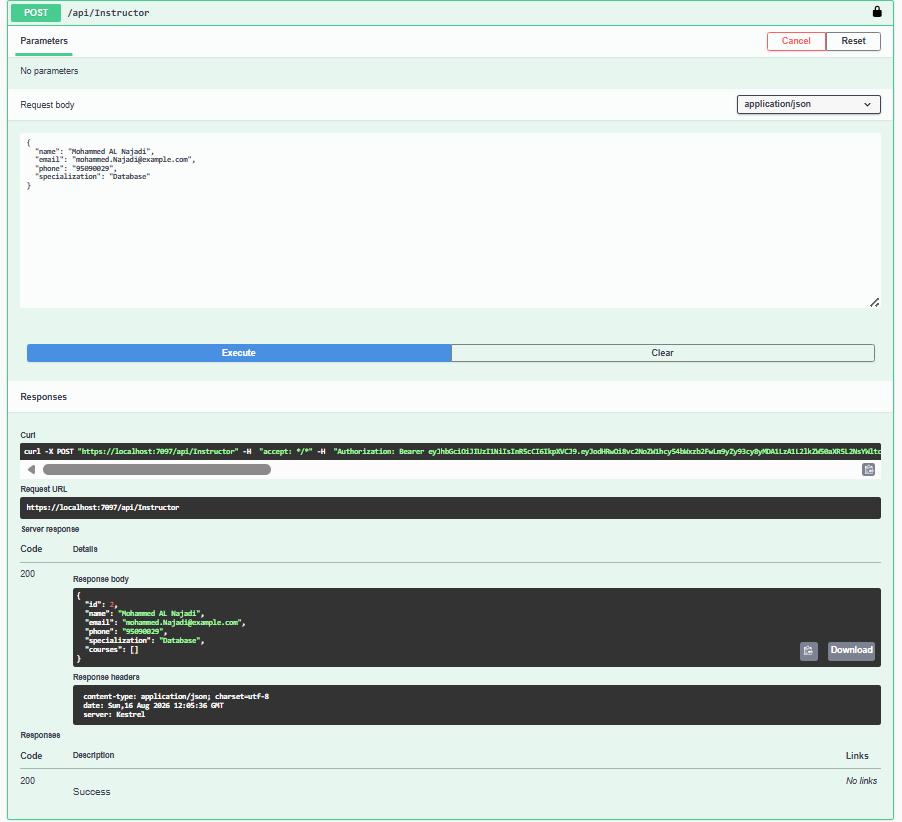 POST /api/Instructor
Parameters
Cancel Reset
No parameters
Request body
application/json
{
  "name": "Mohammed AL Najadi",
  "email": "mohammed.Najadi@example.com",
  "phone": "95090029",
  "specialization": "Database"
}
Execute Clear
Responses
Curl
curl -X POST "https://localhost:7097/api/Instructor" -H "accept: */*" -H "Authorization: Bearer
Request URL
https://localhost:7097/api/Instructor
Server response
Code Details
200
Response body
{
  "id": 2,
  "name": "Mohammed AL Najadi",
  "email": "mohammed.Najadi@example.com",
  "phone": "95090029",
  "specialization": "Database",
  "courses": []
}
Download
Response headers
content-type: application/json; charset=utf-8
date: Sun,16 Aug 2026 12:05:36 GMT
server: Kestrel
Responses
Code Description Links
200 No links
Success